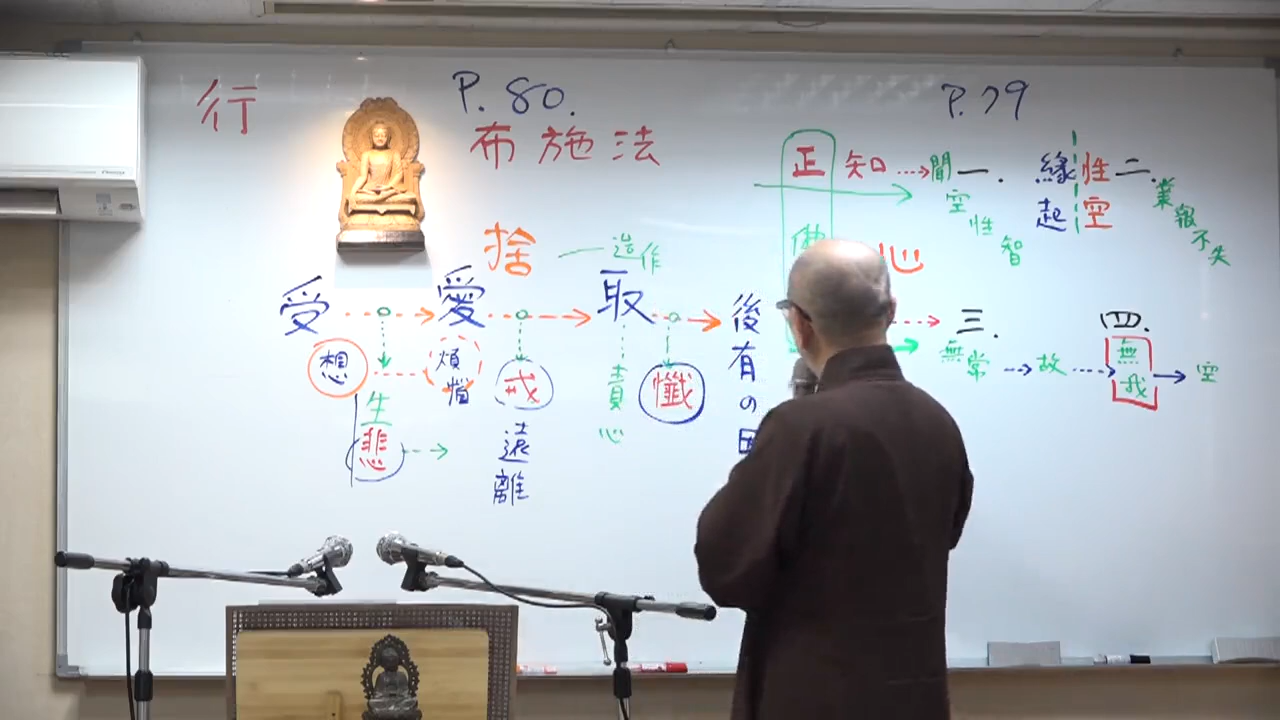 行
P. 80.
布施法
捨
造作
受 愛 取 後有の因
想 煩惱 戒 懺
生悲
遠離
責心
P.79
正知 聞 一. 緣起 性空 二.
空性智
業報不失
佛
心
三. 四.
無常 故 無我 空